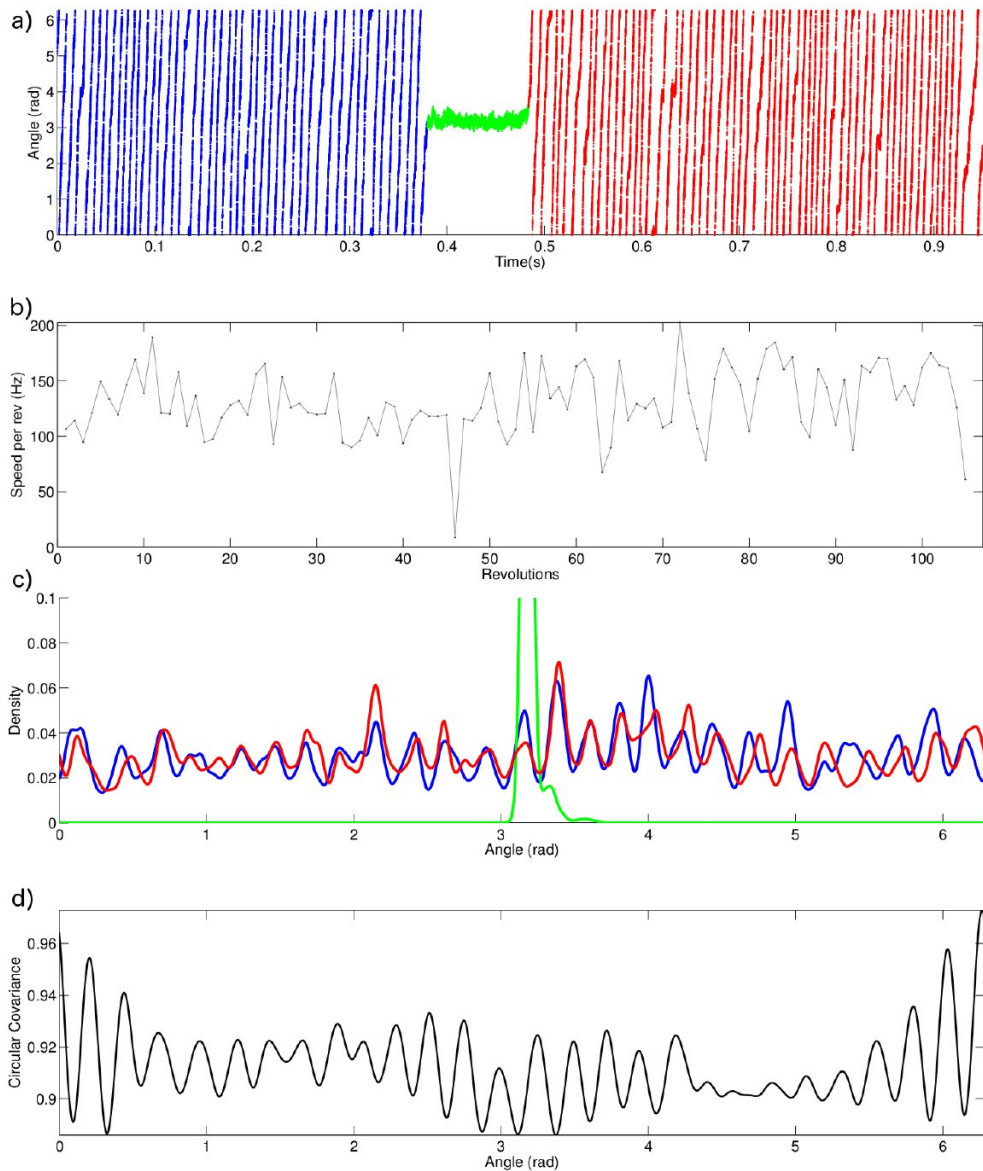 a)
6
5
4
3
2
1
0
Angle (rad)
0 0.1 0.2 0.3 0.4 0.5 0.6 0.7 0.8 0.9
Time(s)
b)
200
150
100
50
0
Speed per rev (Hz)
0 10 20 30 40 50 60 70 80 90 100
Revolutions
c)
0.1
0.08
0.06
0.04
0.02
0
Density
0 1 2 3 4 5 6
Angle (rad)
d)
0.96
0.94
0.92
0.9
Circular Covariance
0 1 2 3 4 5 6
Angle (rad)